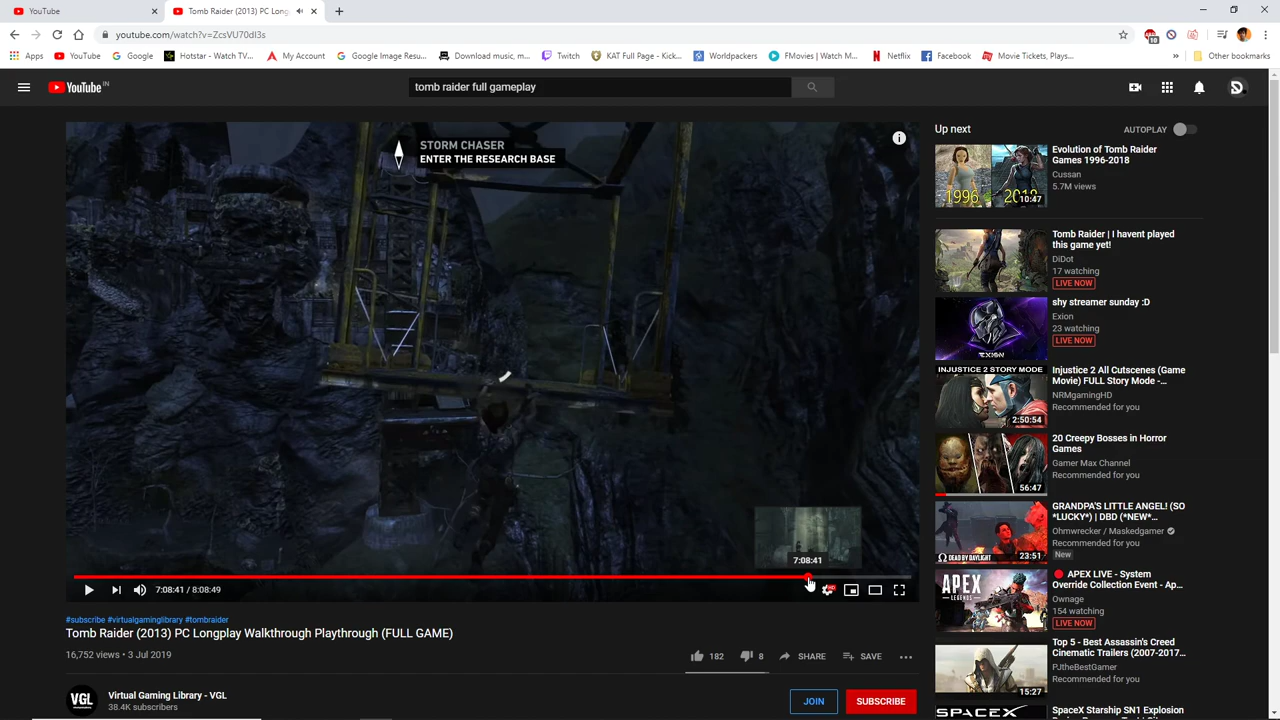 YouTube
Tomb Raider (2013) PC Long
youtube.com/watch?v=ZcsVU70dI3s
10
Apps
YouTube
Google
Hotstar - Watch TV...
My Account
Google Image Resu...
Download music, m...
Twitch
KAT Full Page - Kick...
Worldpackers
FMovies | Watch M...
Netflix
Facebook
Movie Tickets, Plays...
»
Other bookmarks
YouTube IN
tomb raider full gameplay
STORM CHASER
ENTER THE RESEARCH BASE
7:08:41
7:08:41 / 8:08:49
HD
#subscribe #virtualgaminglibrary #tombraider
Tomb Raider (2013) PC Longplay Walkthrough Playthrough (FULL GAME)
16,752 views • 3 Jul 2019
182
8
SHARE
SAVE
VGL
Virtual Gaming Library - VGL
38.4K subscribers
JOIN
SUBSCRIBE
Up next
AUTOPLAY
1996 2018
10:47
Evolution of Tomb Raider
Games 1996-2018
Cussan
5.7M views
Tomb Raider | I havent played
this game yet!
DiDot
17 watching
LIVE NOW
EXION
shy streamer sunday :D
Exion
23 watching
LIVE NOW
INJUSTICE 2 STORY MODE
2:50:54
Injustice 2 All Cutscenes (Game
Movie) FULL Story Mode -...
NRMgamingHD
Recommended for you
56:47
20 Creepy Bosses in Horror
Games
Gamer Max Channel
Recommended for you
DEAD BY DAYLIGHT
23:51
GRANDPA'S LITTLE ANGEL! (SO
*LUCKY*) | DBD (*NEW*...
Ohmwrecker / Maskedgamer
New
APEX
LEGENDS
APEX LIVE - System
Override Collection Event - Ap...
Ownage
154 watching
LIVE NOW
15:27
Top 5 - Best Assassin's Creed
Cinematic Trailers (2007-2017...
PJtheBestGamer
Recommended for you
SPACEX
SpaceX Starship SN1 Explosion